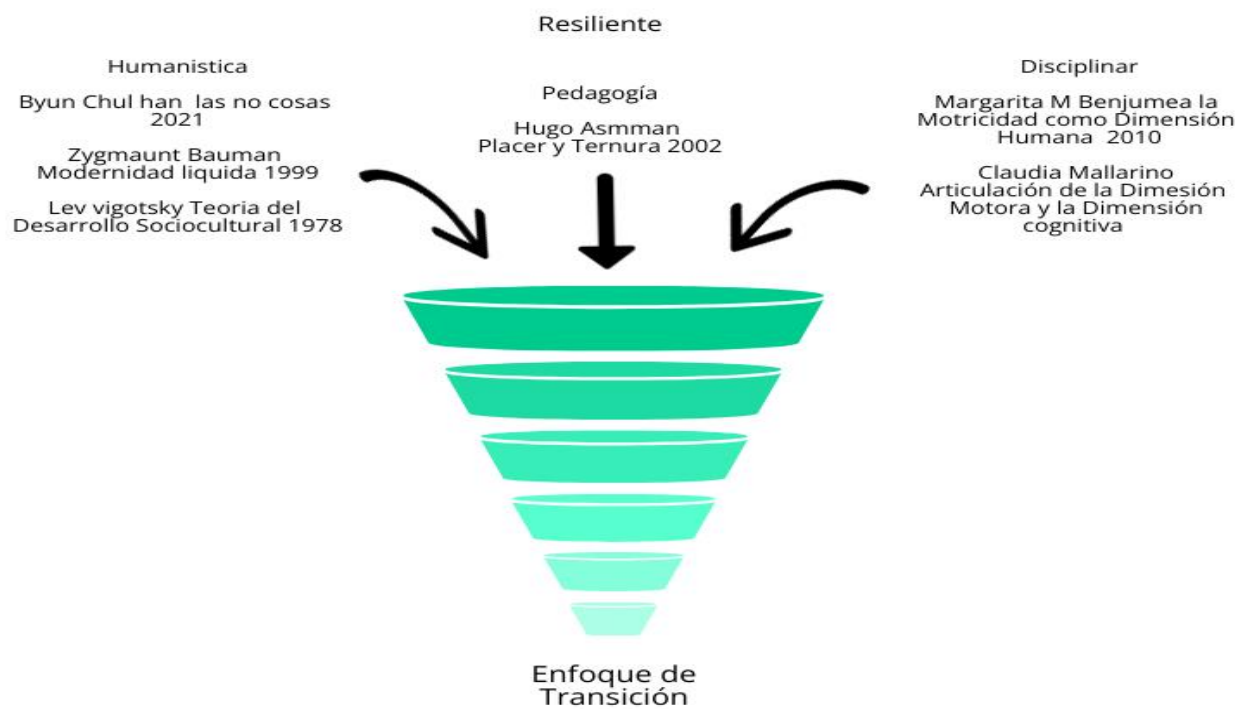 Resiliente
Humanistica
Byun Chul han las no cosas
2021
Zygmaunt Bauman
Modernidad liquida 1999
Lev vigotsky Teoria del
Desarrollo Sociocultural 1978
Pedagogía
Hugo Asmman
Placer y Ternura 2002
Disciplinar
Margarita M Benjumea la
Motricidad como Dimensión
Humana 2010
Claudia Mallarino
Articulación de la Dimesión
Motora y la Dimensión
cognitiva
Enfoque de
Transición